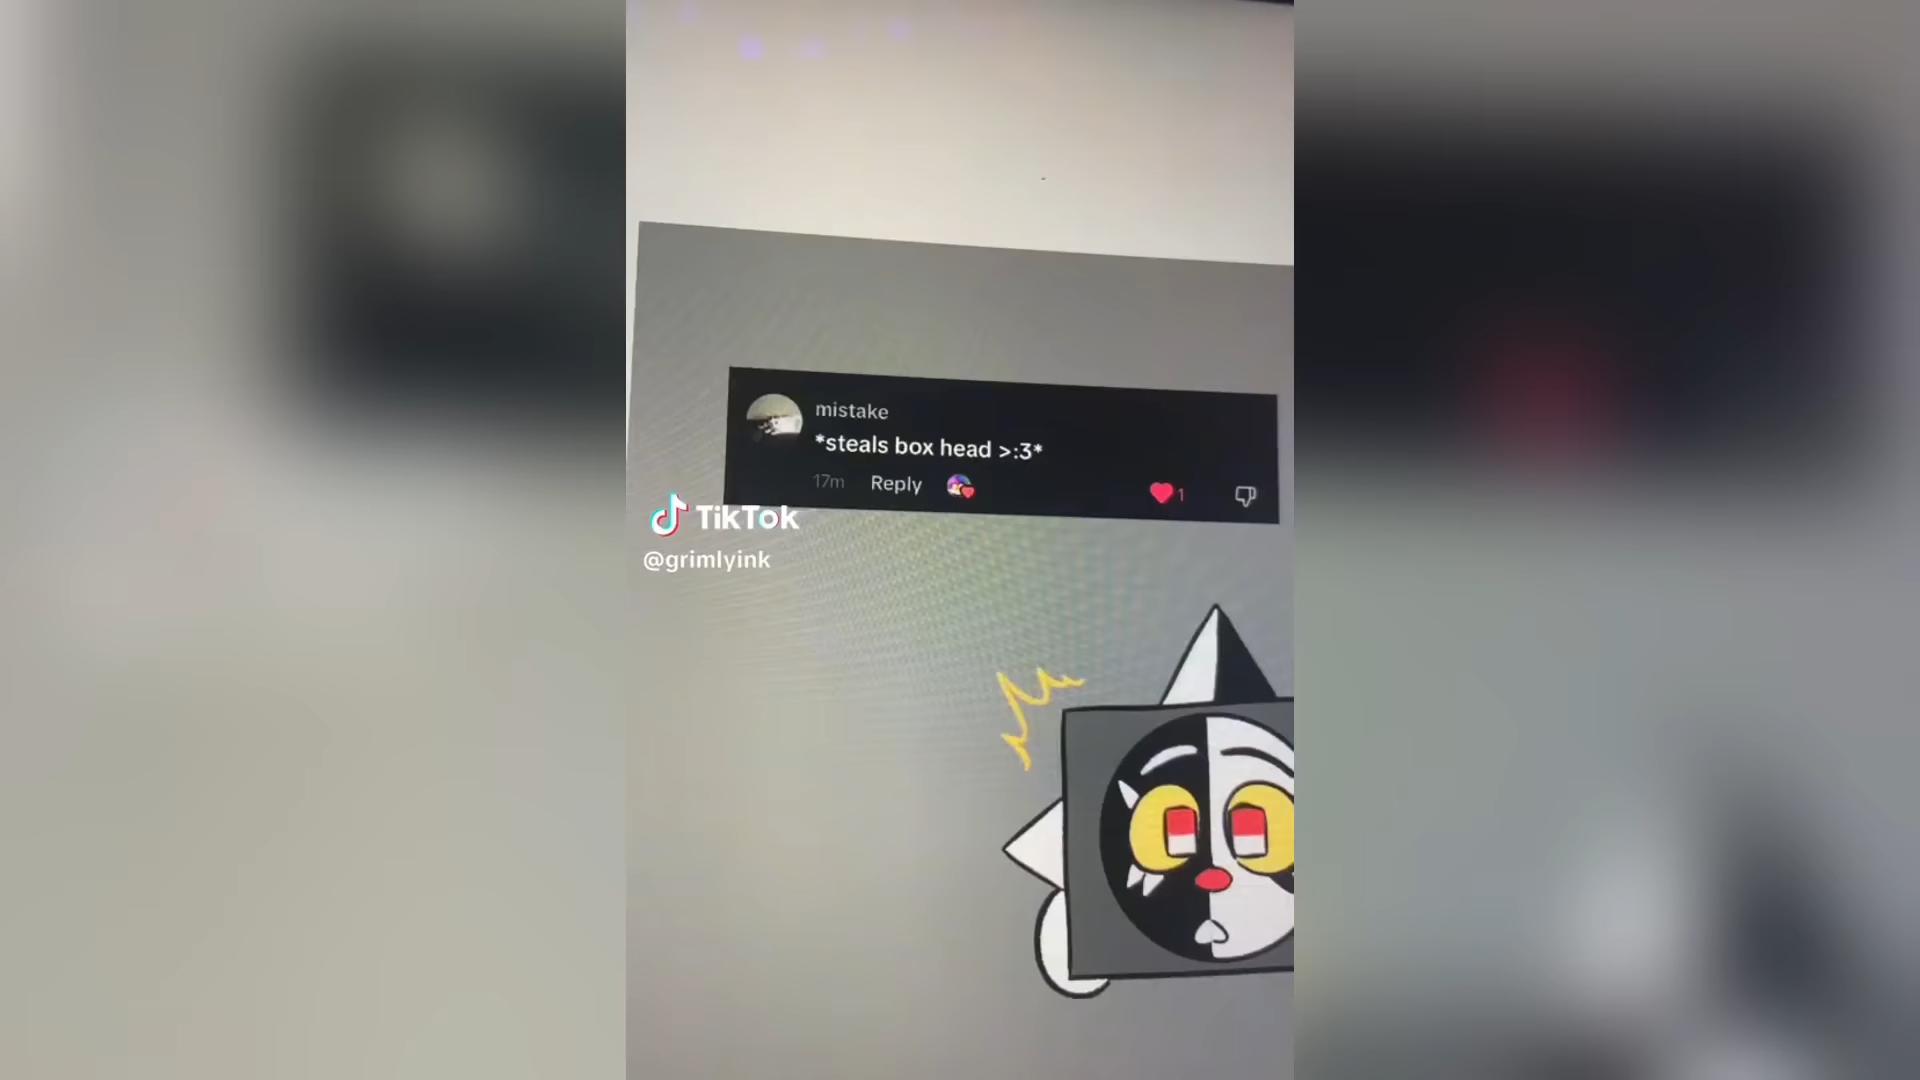 mistake
*steals box head >:3*
17m Reply 1
TikTok
@grimlyink